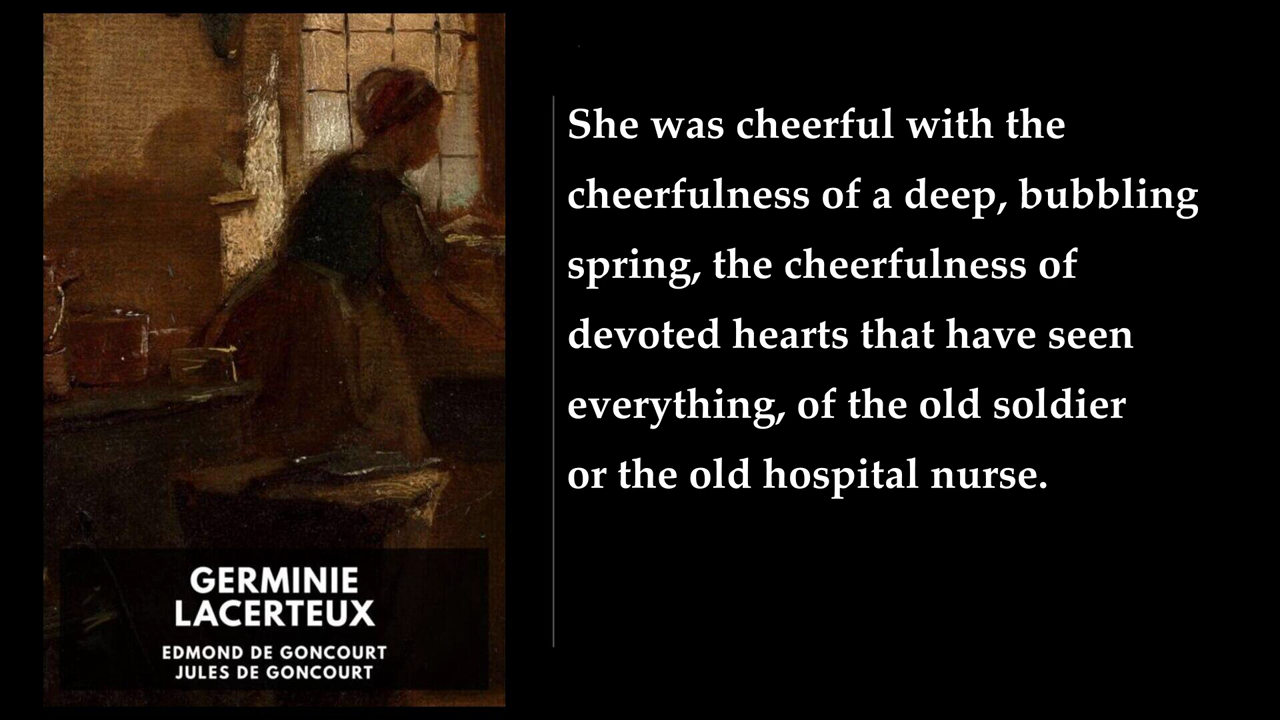 She was cheerful with the
cheerfulness of a deep, bubbling
spring, the cheerfulness of
devoted hearts that have seen
everything, of the old soldier
or the old hospital nurse.
GERMINIE
LACERTEUX
EDMOND DE GONCOURT
JULES DE GONCOURT